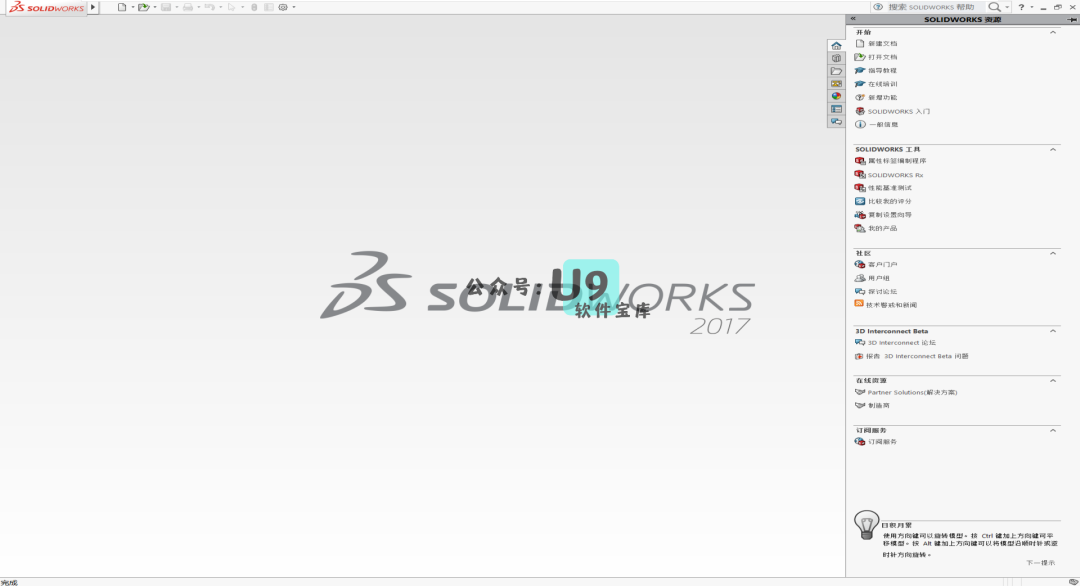 SOLIDWORKS
搜索 SOLIDWORKS 帮助
SOLIDWORKS 资源
开始
新建文档
打开文档
指导教程
在线培训
新增功能
SOLIDWORKS 入门
一般信息
SOLIDWORKS 工具
属性标签编制程序
SOLIDWORKS Rx
性能基准测试
比较我的评分
复制设置向导
我的产品
社区
客户门户
用户组
探讨论坛
技术警戒和新闻
3D Interconnect Beta
3D Interconnect 论坛
报告 3D Interconnect Beta 问题
在线资源
Partner Solutions(解决方案)
制造商
订阅服务
订阅服务
SOLIDWORKS
2017
公众号:U9
软件宝库
日积月累
使用方向键可以旋转模型。按 Ctrl 键加上方向键可平
移模型。按 Alt 键加上方向键可以将模型沿顺时针或逆
时针方向旋转。
下一提示
完成